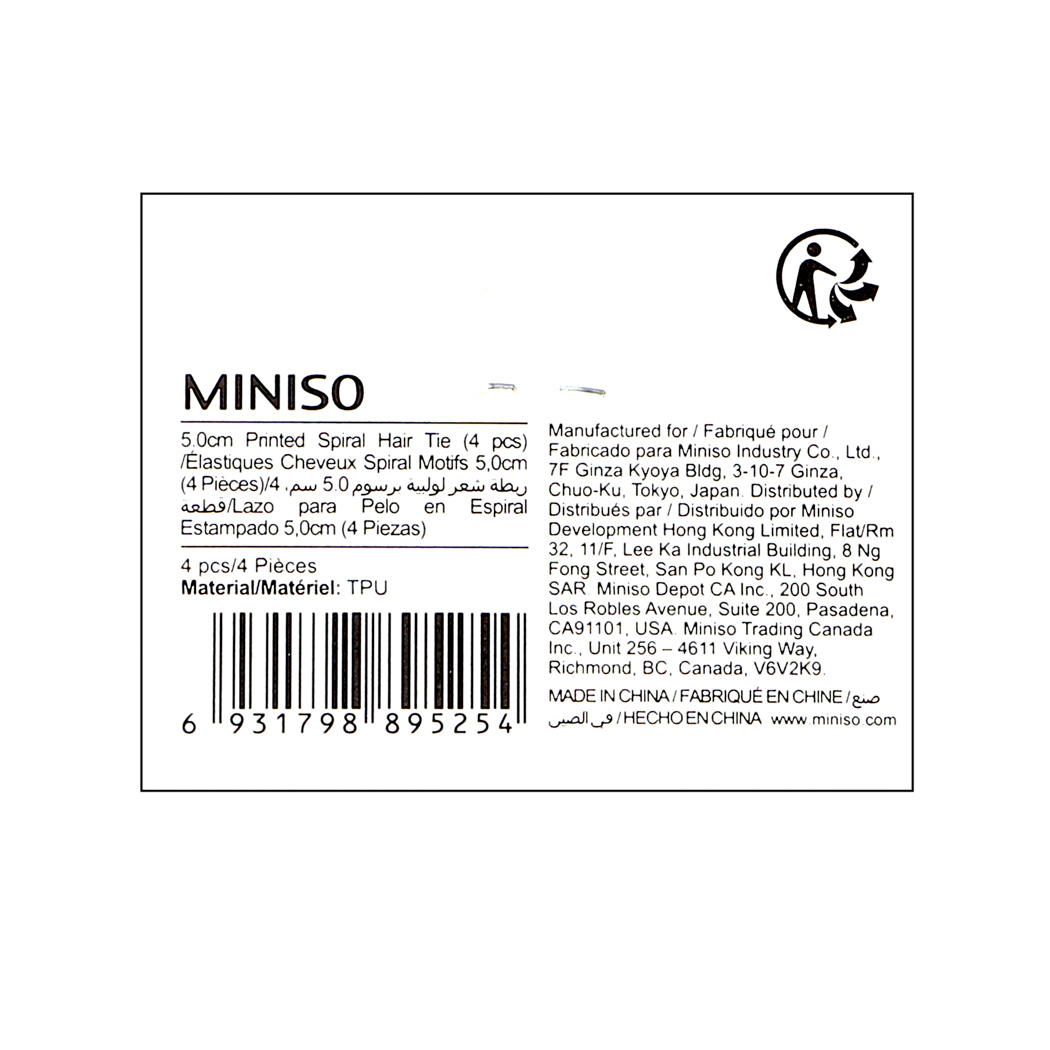 MINISO
5.0cm Printed Spiral Hair Tie (4 pcs)
/Élastiques Cheveux Spiral Motifs 5,0cm
(4 Pièces)/ربطة شعر لولبية برسوم 5.0 سم، 4
قطعة/Lazo para Pelo en Espiral
Estampado 5,0cm (4 Piezas)
4 pcs/4 Pièces
Material/Matériel: TPU
6 931798 895254
Manufactured for / Fabriqué pour /
Fabricado para Miniso Industry Co., Ltd.,
7F Ginza Kyoya Bldg, 3-10-7 Ginza,
Chuo-Ku, Tokyo, Japan. Distributed by /
Distribués par / Distribuido por Miniso
Development Hong Kong Limited, Flat/Rm
32, 11/F, Lee Ka Industrial Building, 8 Ng
Fong Street, San Po Kong KL, Hong Kong
SAR. Miniso Depot CA Inc., 200 South
Los Robles Avenue, Suite 200, Pasadena,
CA91101, USA. Miniso Trading Canada
Inc., Unit 256 – 4611 Viking Way,
Richmond, BC, Canada, V6V2K9.
MADE IN CHINA / FABRIQUÉ EN CHINE / صنع
في الصين / HECHO EN CHINA www.miniso.com